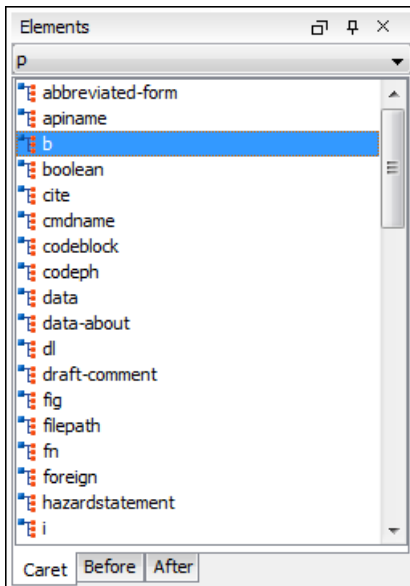 Elements
p
abbreviated-form
apiname
b
boolean
cite
cmdname
codeblock
codeph
data
data-about
dl
draft-comment
fig
filepath
fn
foreign
hazardstatement
i
Caret Before After